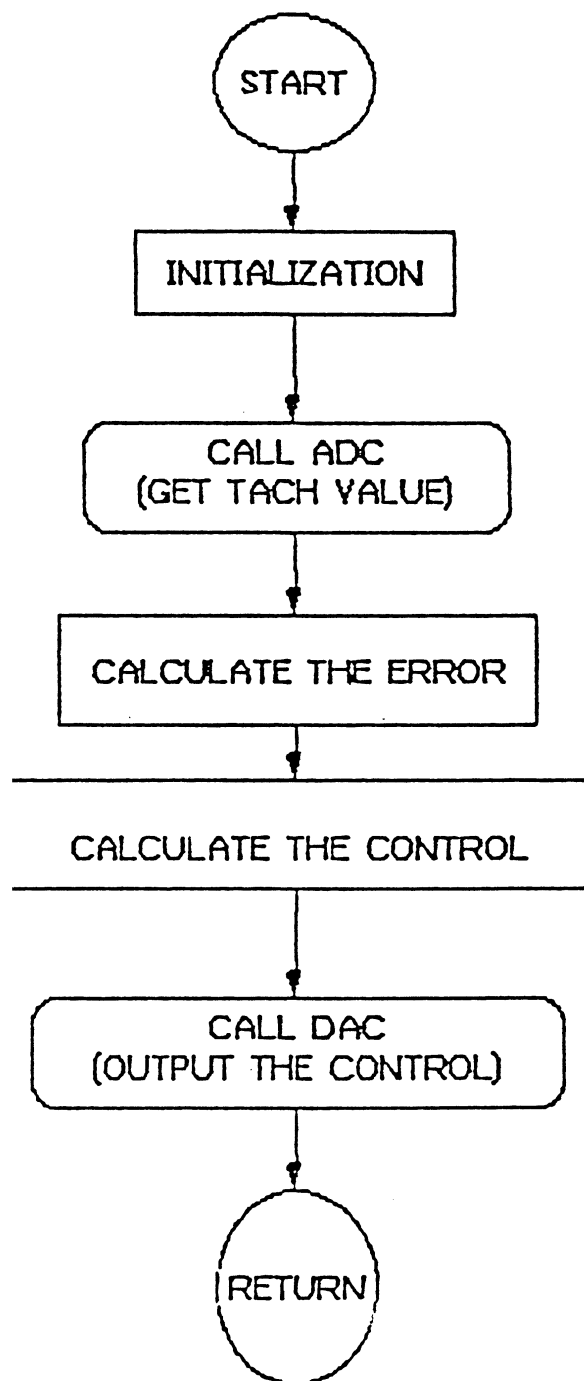 START
INITIALIZATION
CALL ADC
(GET TACH VALUE)
CALCULATE THE ERROR
CALCULATE THE CONTROL
CALL DAC
(OUTPUT THE CONTROL)
RETURN